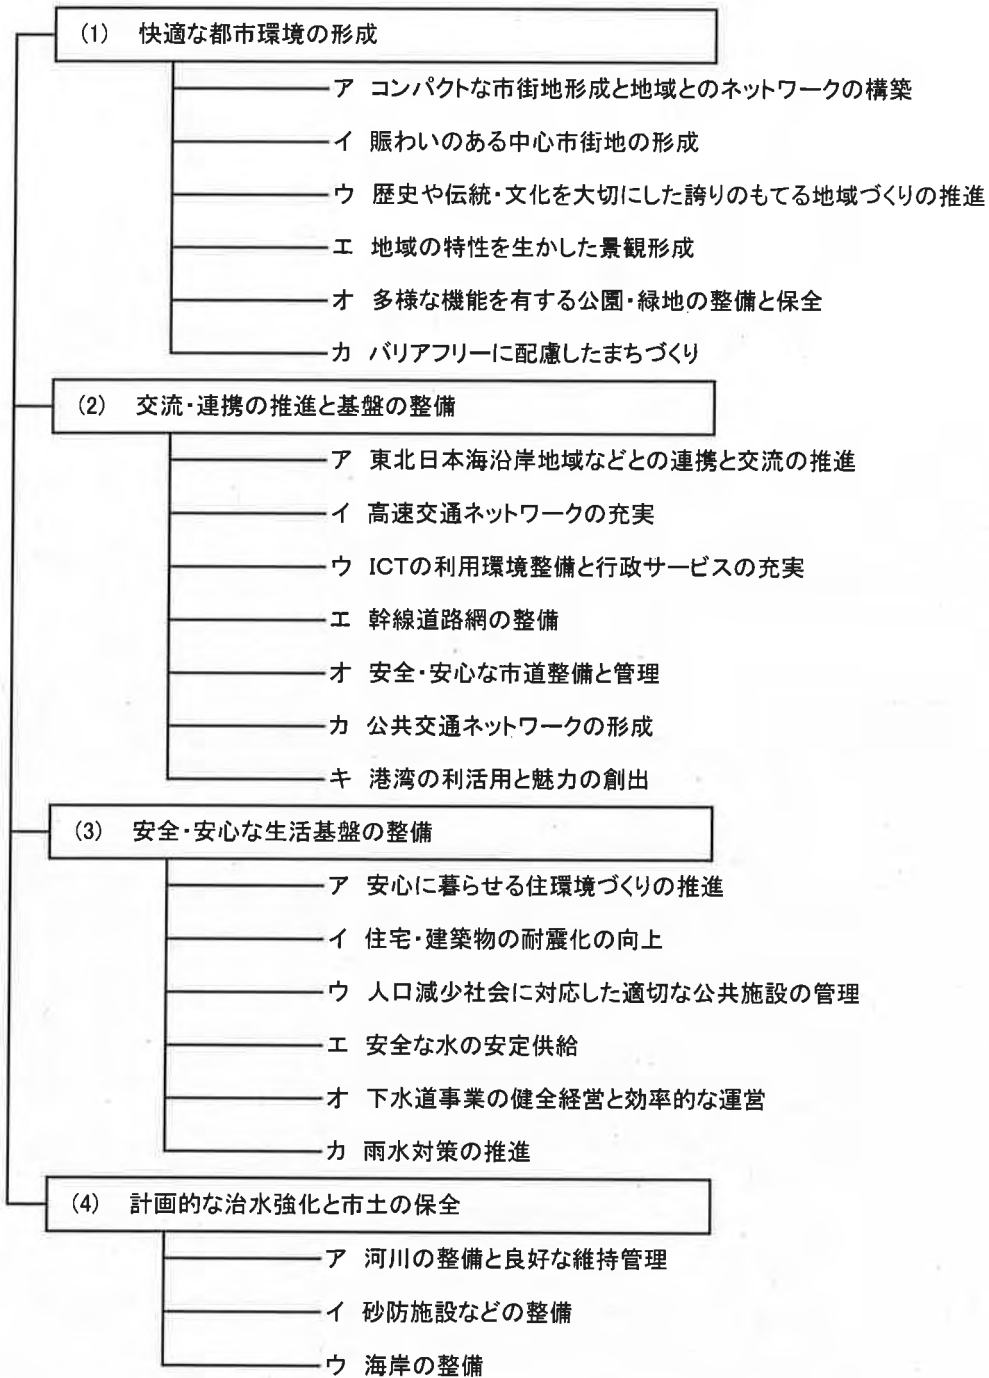 (1) 快適な都市環境の形成
ア コンパクトな市街地形成と地域とのネットワークの構築
イ 賑わいのある中心市街地の形成
ウ 歴史や伝統・文化を大切にした誇りのもてる地域づくりの推進
エ 地域の特性を生かした景観形成
オ 多様な機能を有する公園・緑地の整備と保全
カ バリアフリーに配慮したまちづくり
(2) 交流・連携の推進と基盤の整備
ア 東北日本海沿岸地域などとの連携と交流の推進
イ 高速交通ネットワークの充実
ウ ICTの利用環境整備と行政サービスの充実
エ 幹線道路網の整備
オ 安全・安心な市道整備と管理
カ 公共交通ネットワークの形成
キ 港湾の利活用と魅力の創出
(3) 安全・安心な生活基盤の整備
ア 安心に暮らせる住環境づくりの推進
イ 住宅・建築物の耐震化の向上
ウ 人口減少社会に対応した適切な公共施設の管理
エ 安全な水の安定供給
オ 下水道事業の健全経営と効率的な運営
カ 雨水対策の推進
(4) 計画的な治水強化と市土の保全
ア 河川の整備と良好な維持管理
イ 砂防施設などの整備
ウ 海岸の整備